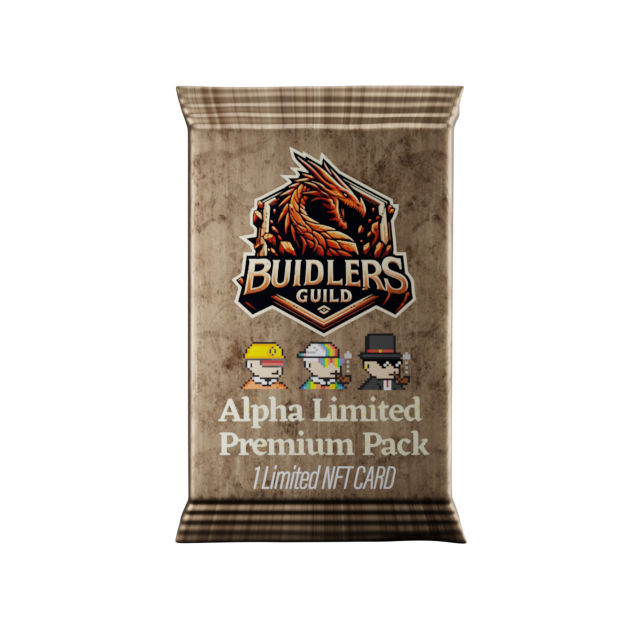 BUIDLERS
GUILD
Alpha Limited
Premium Pack
1 Limited NFT CARD